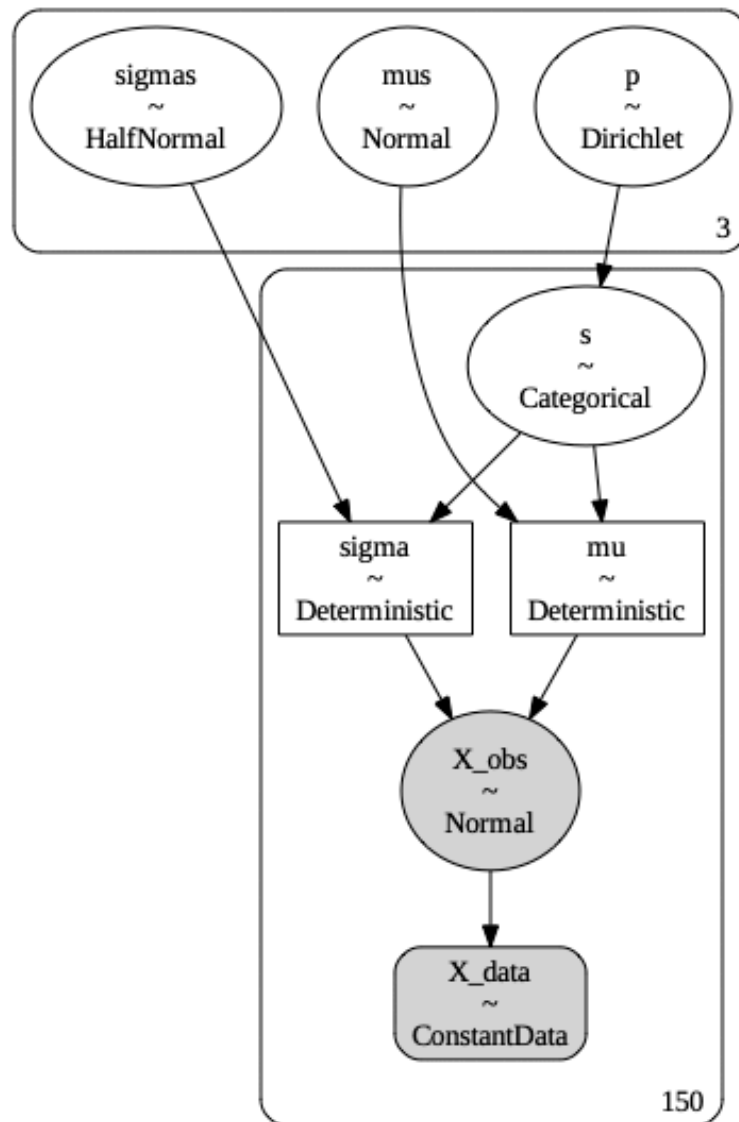 sigmas
~
HalfNormal
mus
~
Normal
p
~
Dirichlet
3
s
~
Categorical
sigma
~
Deterministic
mu
~
Deterministic
X_obs
~
Normal
X_data
~
ConstantData
150